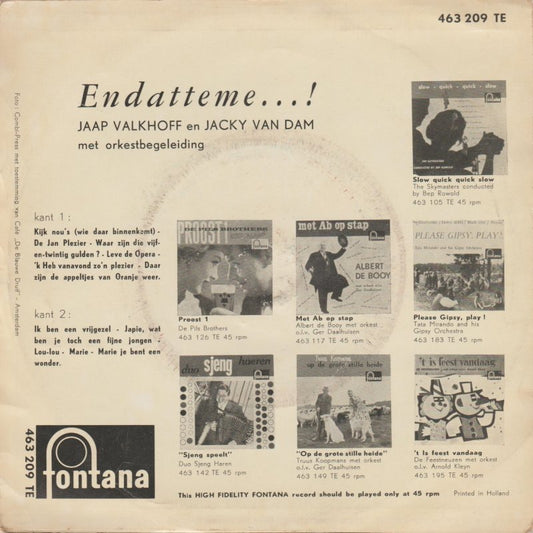 463 209 TE
Endatteme...!
JAAP VALKHOFF en JACKY VAN DAM
met orkestbegeleiding
Foto : Combi-Press met toestemming van Café „De Blauwe Druif" - Amsterdam
kant 1 :
Kijk nou's (wie daar binnenkomt) -
De Jan Plezier - Waar zijn die vijf-
en-twintig gulden ? - Leve de Opera -
'k Heb vanavond zo'n plezier - Daar
zijn de appeltjes van Oranje weer.
kant 2 :
Ik ben een vrijgezel - Japie, wat
ben je toch een fijne jongen -
Lou-lou - Marie - Marie je bent een
wonder.
slow - quick - quick - slow
Slow quick quick slow
The Skymasters conducted
by Bep Rowold
463 105 TE 45 rpm
PROOST!
DE PILS BROTHERS
Proost 1
De Pils Brothers
463 126 TE 45 rpm
met Ab op stap
ALBERT
DE BOOY
Met Ab op stap
Albert de Booy met orkest
o.l.v. Ger Daalhuisen
463 117 TE 45 rpm
PLEASE GIPSY, PLAY!
Please Gipsy, play !
Tata Mirando and his
Gipsy Orchestra
463 183 TE 45 rpm
duo sjeng haeren
"Sjeng speelt"
Duo Sjeng Haren
463 142 TE 45 rpm
op de grote stille heide
"Op de grote stille heide"
Truus Koopmans met orkest
o.l.v. Ger Daalhuisen
463 149 TE 45 rpm
't is feest vandaag
't Is feest vandaag
De Feestneuzen met orkest
o.l.v. Arnold Kleyn
463 195 TE 45 rpm
463 209 TE
fontana
This HIGH FIDELITY FONTANA record should be played only at 45 rpm
Printed in Holland